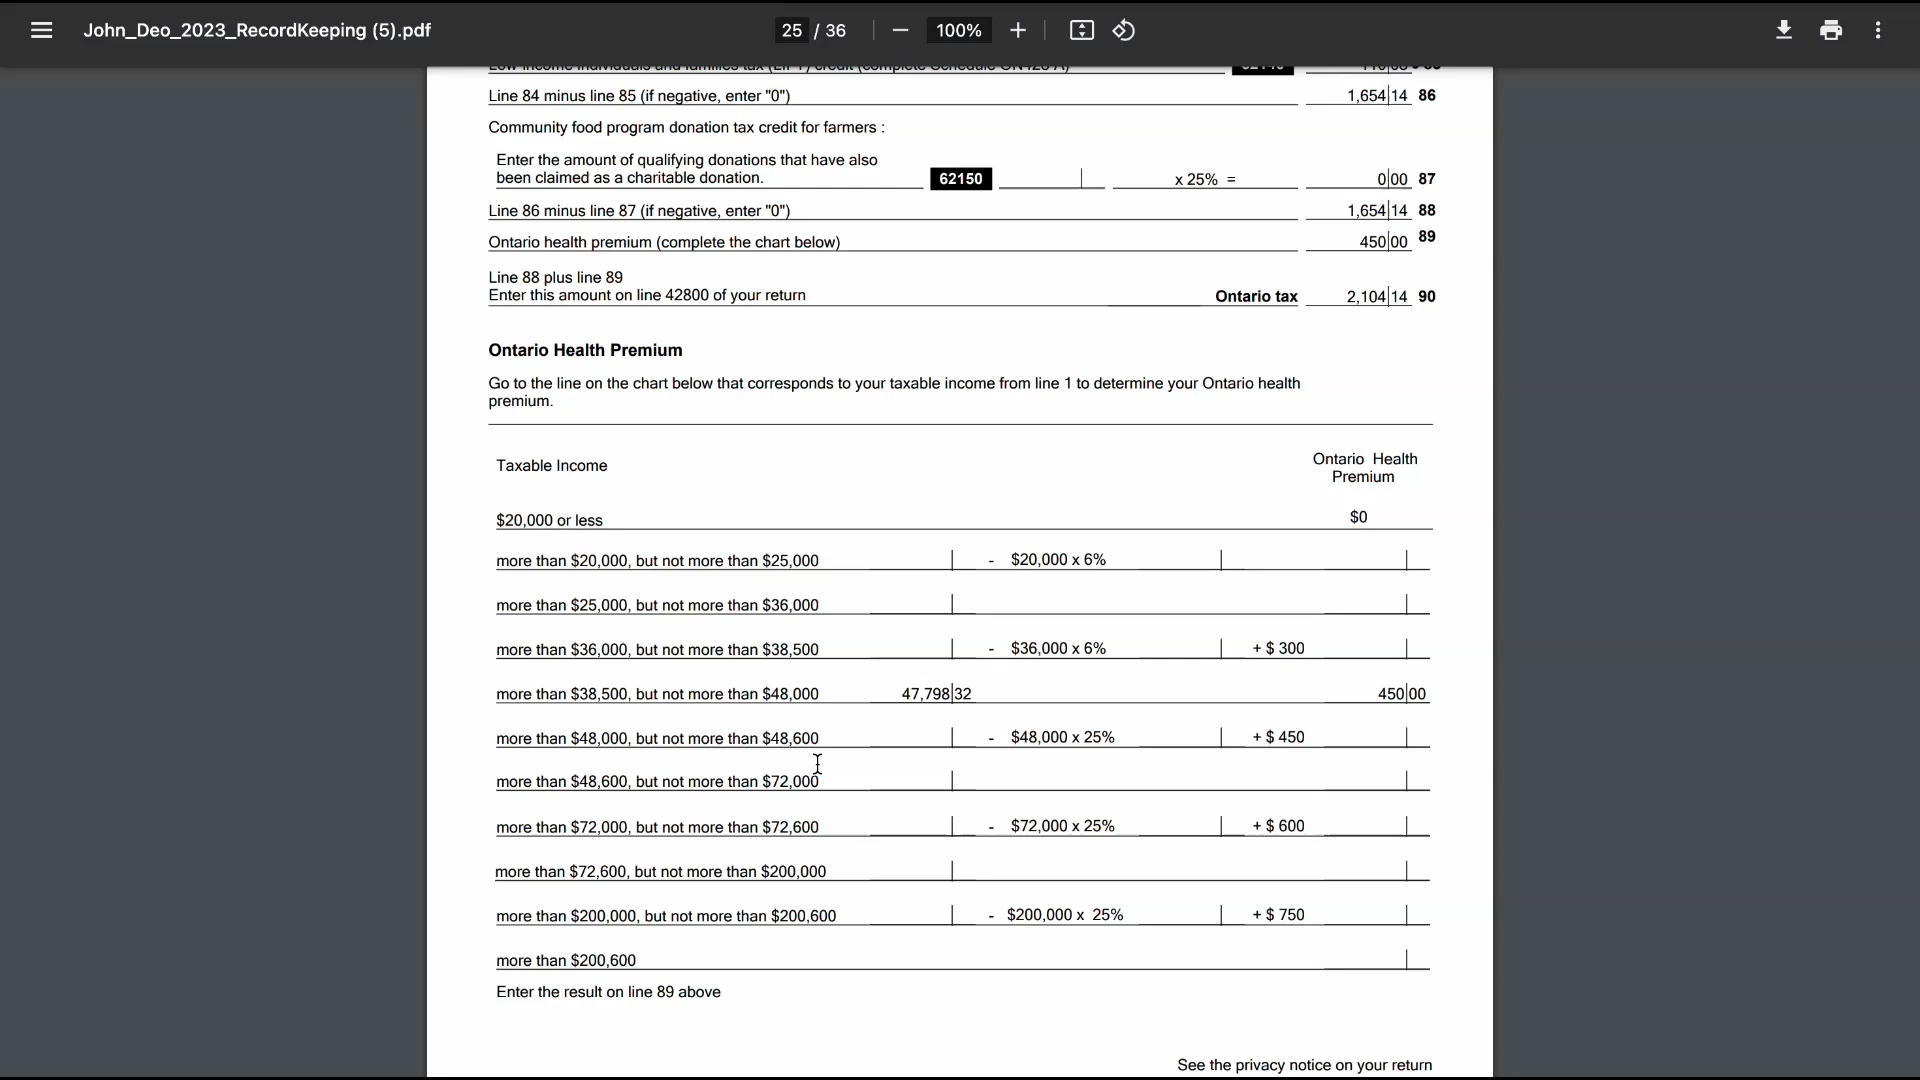 John_Deo_2023_RecordKeeping (5).pdf
25 / 36
100%
Line 84 minus line 85 (if negative, enter "0") 1,654 14 86
Community food program donation tax credit for farmers :
Enter the amount of qualifying donations that have also
been claimed as a charitable donation. 62150 x 25% = 0 00 87
Line 86 minus line 87 (if negative, enter "0") 1,654 14 88
Ontario health premium (complete the chart below) 450 00 89
Line 88 plus line 89
Enter this amount on line 42800 of your return Ontario tax 2,104 14 90
Ontario Health Premium
Go to the line on the chart below that corresponds to your taxable income from line 1 to determine your Ontario health
premium.
Taxable Income
Ontario Health
Premium
$20,000 or less $0
more than $20,000, but not more than $25,000 - $20,000 x 6%
more than $25,000, but not more than $36,000
more than $36,000, but not more than $38,500 - $36,000 x 6% + $ 300
more than $38,500, but not more than $48,000 47,798 32 450 00
more than $48,000, but not more than $48,600 - $48,000 x 25% + $ 450
more than $48,600, but not more than $72,000
more than $72,000, but not more than $72,600 - $72,000 x 25% + $ 600
more than $72,600, but not more than $200,000
more than $200,000, but not more than $200,600 - $200,000 x 25% + $ 750
more than $200,600
Enter the result on line 89 above
See the privacy notice on your return